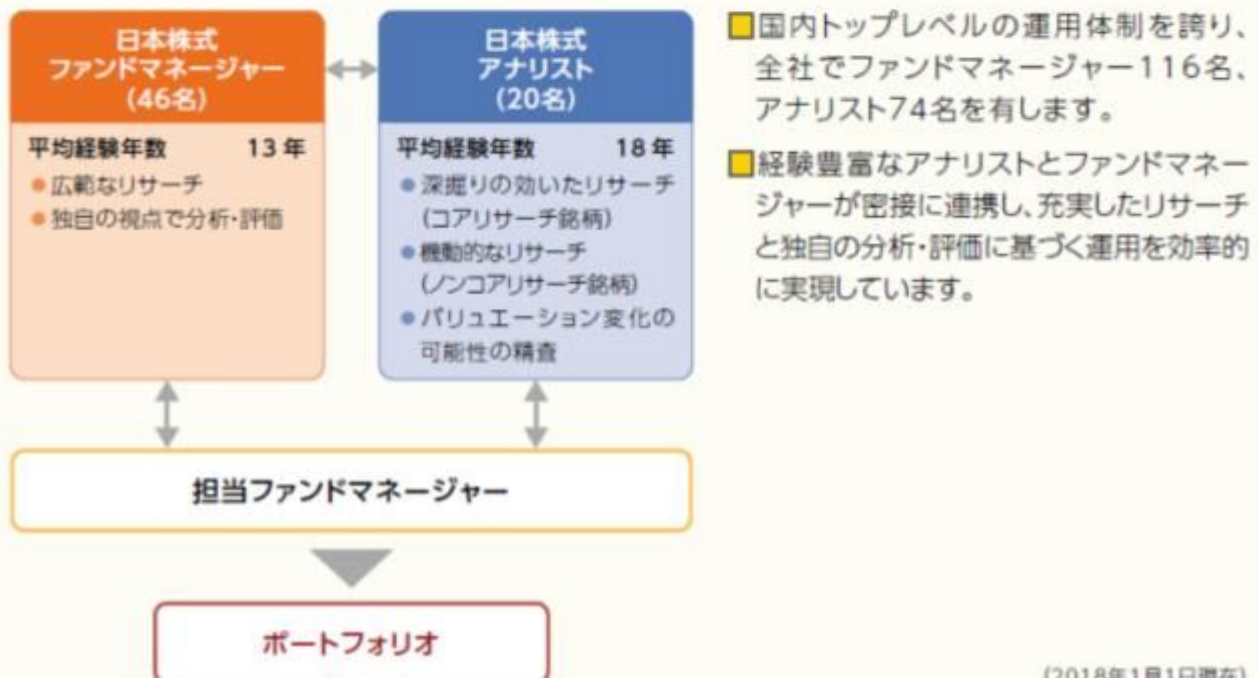 日本株式
ファンドマネージャー
(46名)
平均経験年数 13年
●広範なリサーチ
●独自の視点で分析・評価
日本株式
アナリスト
(20名)
平均経験年数 18年
●深掘りの効いたリサーチ
(コアリサーチ銘柄)
●機動的なリサーチ
(ノンコアリサーチ銘柄)
●バリュエーション変化の
可能性の精査
担当ファンドマネージャー
ポートフォリオ
■国内トップレベルの運用体制を誇り、
全社でファンドマネージャー116名、
アナリスト74名を有します。
■経験豊富なアナリストとファンドマネー
ジャーが密接に連携し、充実したリサーチ
と独自の分析・評価に基づく運用を効率的
に実現しています。
(2018年1月1日現在)